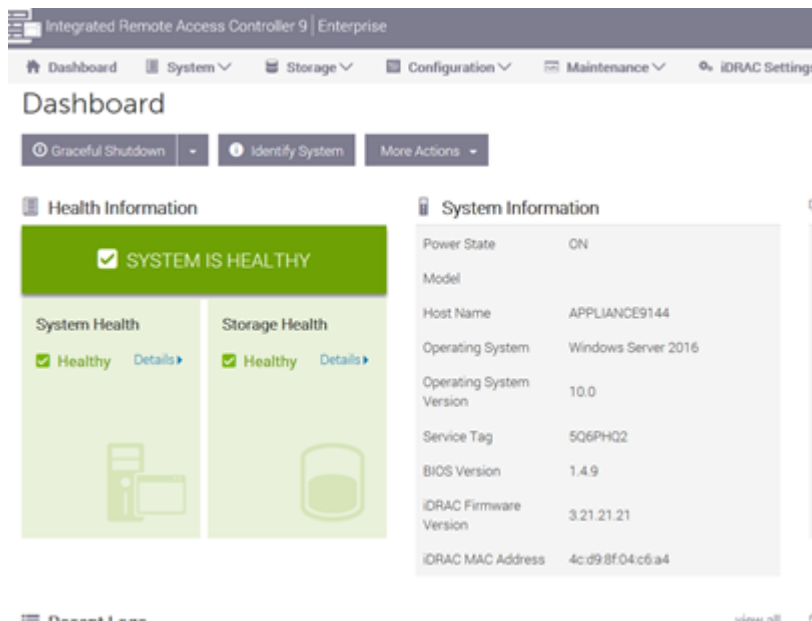 Integrated Remote Access Controller 9 | Enterprise
Dashboard System Storage Configuration Maintenance iDRAC Settings
Dashboard
Graceful Shutdown Identify System More Actions
Health Information
SYSTEM IS HEALTHY
System Health Storage Health
Healthy Details Healthy Details
System Information
Power State ON
Model
Host Name APPLIANCE9144
Operating System Windows Server 2016
Operating System
Version 10.0
Service Tag 5Q6PHQ2
BIOS Version 1.4.9
iDRAC Firmware
Version 3.21.21.21
iDRAC MAC Address 4c:d9:8f:04:c6:a4
Recent Logs view all